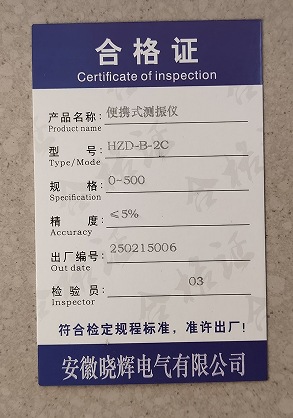 合格证
Certificate of inspection
产品名称: 便携式测振仪
Product name
型 号: HZD-B-2C
Type/Mode
规 格: 0-500
Specification
精 度: ≤5%
Accuracy
出厂编号: 250215006
Out date
检 验 员: 03
Inspector
符合检定规程标准，准许出厂!
安徽晓辉电气有限公司